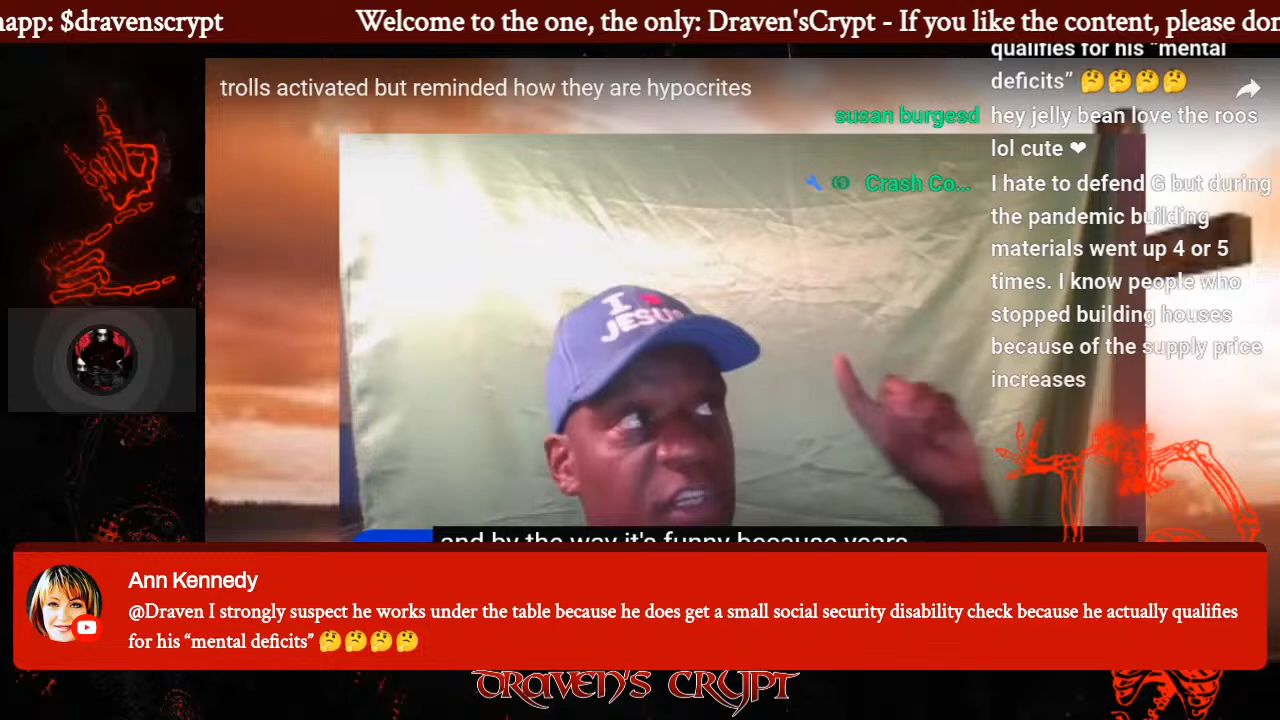 napp: $dravenscrypt Welcome to the one, the only: Draven'sCrypt - If you like the content, please don
qualifies for his “mental
deficits” 🤔🤔🤔🤔
trolls activated but reminded how they are hypocrites
susan burgesd hey jelly bean love the roos
lol cute ❤
Crash Co... I hate to defend G but during
the pandemic building
materials went up 4 or 5
times. I know people who
stopped building houses
because of the supply price
increases
I ❤
JESUS
and by the way it's funny because years
Ann Kennedy
@Draven I strongly suspect he works under the table because he does get a small social security disability check because he actually qualifies
for his “mental deficits” 🤔🤔🤔🤔
DRAVEN'S CRYPT